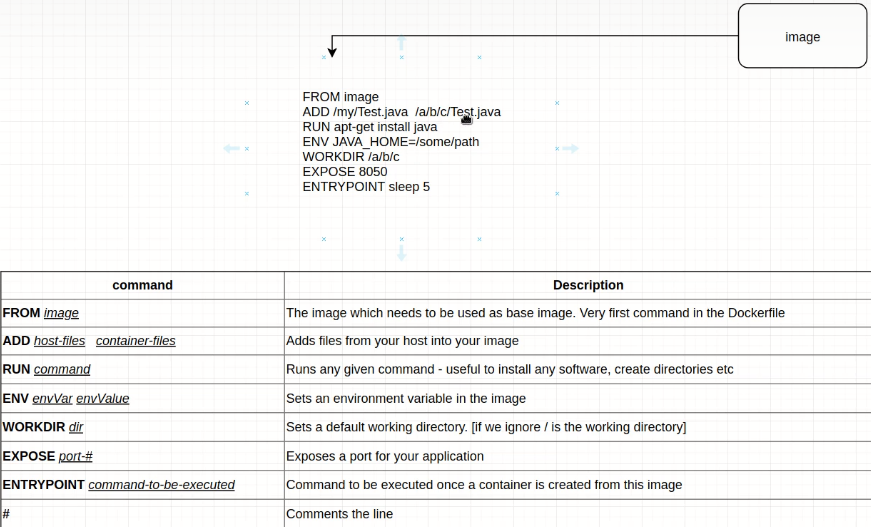 image
FROM image
ADD /my/Test.java  /a/b/c/Test.java
RUN apt-get install java
ENV JAVA_HOME=/some/path
WORKDIR /a/b/c
EXPOSE 8050
ENTRYPOINT sleep 5
command Description
FROM image The image which needs to be used as base image. Very first command in the Dockerfile
ADD host-files container-files Adds files from your host into your image
RUN command Runs any given command - useful to install any software, create directories etc
ENV envVar envValue Sets an environment variable in the image
WORKDIR dir Sets a default working directory. [if we ignore / is the working directory]
EXPOSE port-# Exposes a port for your application
ENTRYPOINT command-to-be-executed Command to be executed once a container is created from this image
# Comments the line